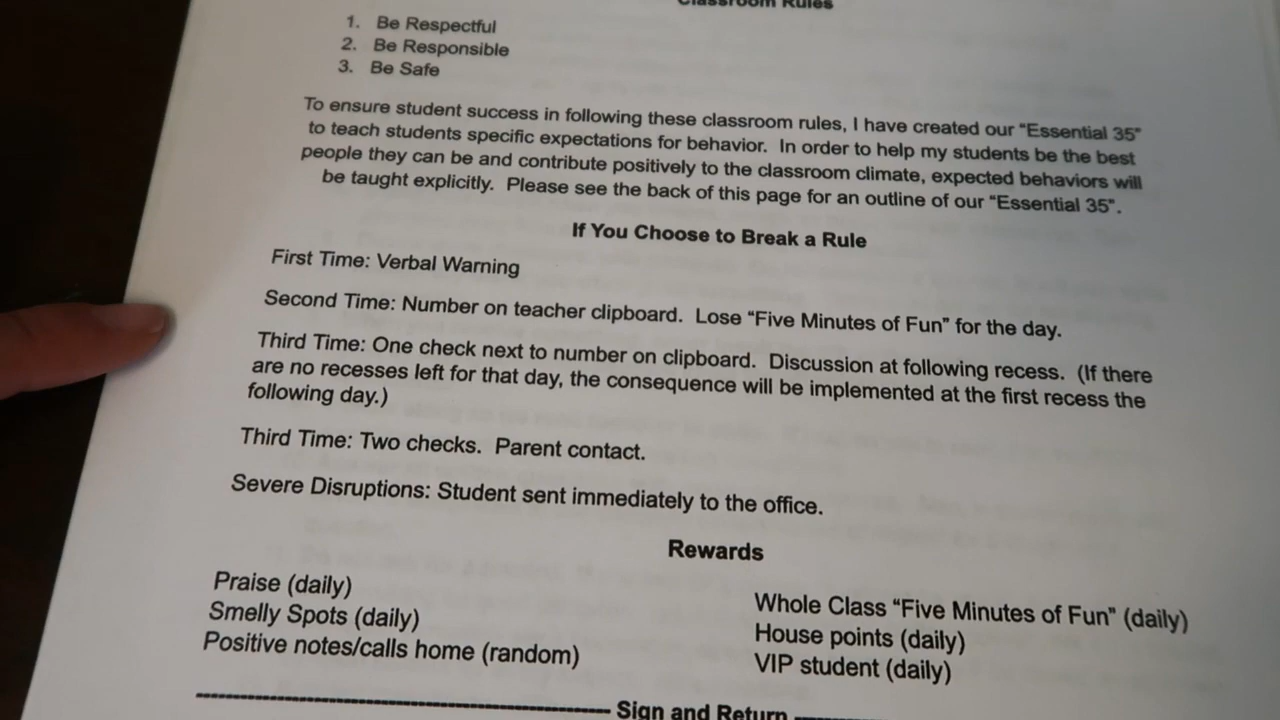 Classroom Rules
1. Be Respectful
2. Be Responsible
3. Be Safe
To ensure student success in following these classroom rules, I have created our “Essential 35”
to teach students specific expectations for behavior. In order to help my students be the best
people they can be and contribute positively to the classroom climate, expected behaviors will
be taught explicitly. Please see the back of this page for an outline of our “Essential 35”.
If You Choose to Break a Rule
First Time: Verbal Warning
Second Time: Number on teacher clipboard. Lose “Five Minutes of Fun” for the day.
Third Time: One check next to number on clipboard. Discussion at following recess. (If there
are no recesses left for that day, the consequence will be implemented at the first recess the
following day.)
Third Time: Two checks. Parent contact.
Severe Disruptions: Student sent immediately to the office.
Rewards
Praise (daily)
Smelly Spots (daily)
Positive notes/calls home (random)
Whole Class “Five Minutes of Fun” (daily)
House points (daily)
VIP student (daily)
Sign and Return